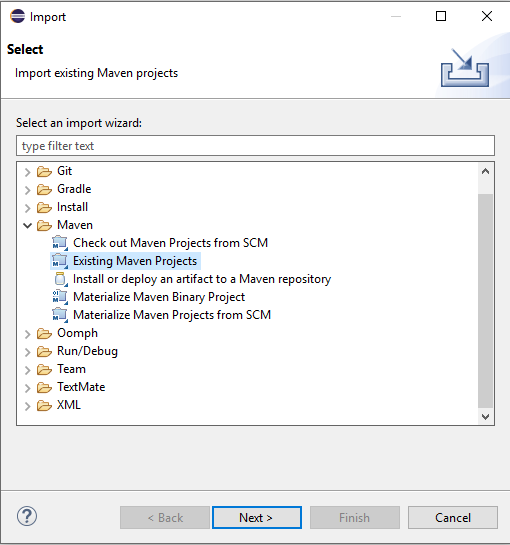 Import
Select
Import existing Maven projects
Select an import wizard:
type filter text
Git
Gradle
Install
Maven
Check out Maven Projects from SCM
Existing Maven Projects
Install or deploy an artifact to a Maven repository
Materialize Maven Binary Project
Materialize Maven Projects from SCM
Oomph
Run/Debug
Team
TextMate
XML
? < Back Next > Finish Cancel